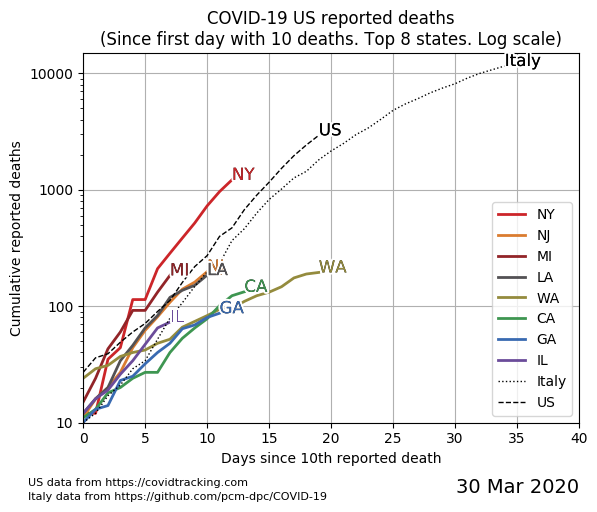 COVID-19 US reported deaths
(Since first day with 10 deaths. Top 8 states. Log scale)
Cumulative reported deaths
10000
1000
100
10
Italy
US
NY
MI
NJ
LA
WA
CA
GA
IL
NY
NJ
MI
LA
WA
CA
GA
IL
Italy
US
0 5 10 15 20 25 30 35 40
Days since 10th reported death
US data from https://covidtracking.com
Italy data from https://github.com/pcm-dpc/COVID-19
30 Mar 2020